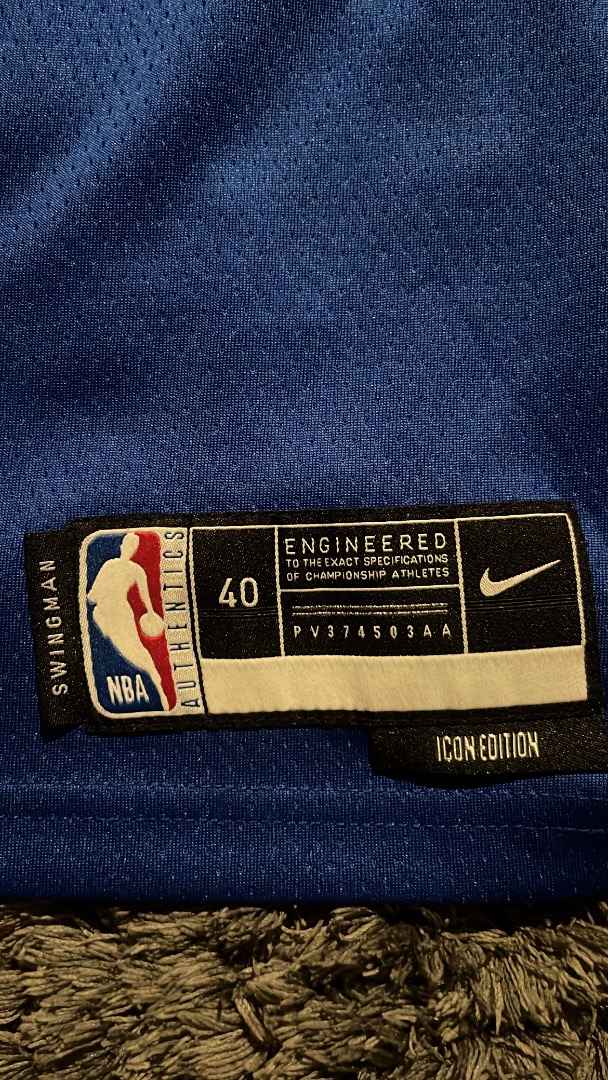 SWINGMAN
NBA
AUTHENTICS
40
ENGINEERED
TO THE EXACT SPECIFICATIONS
OF CHAMPIONSHIP ATHLETES
PV374503AA
ICON EDITION